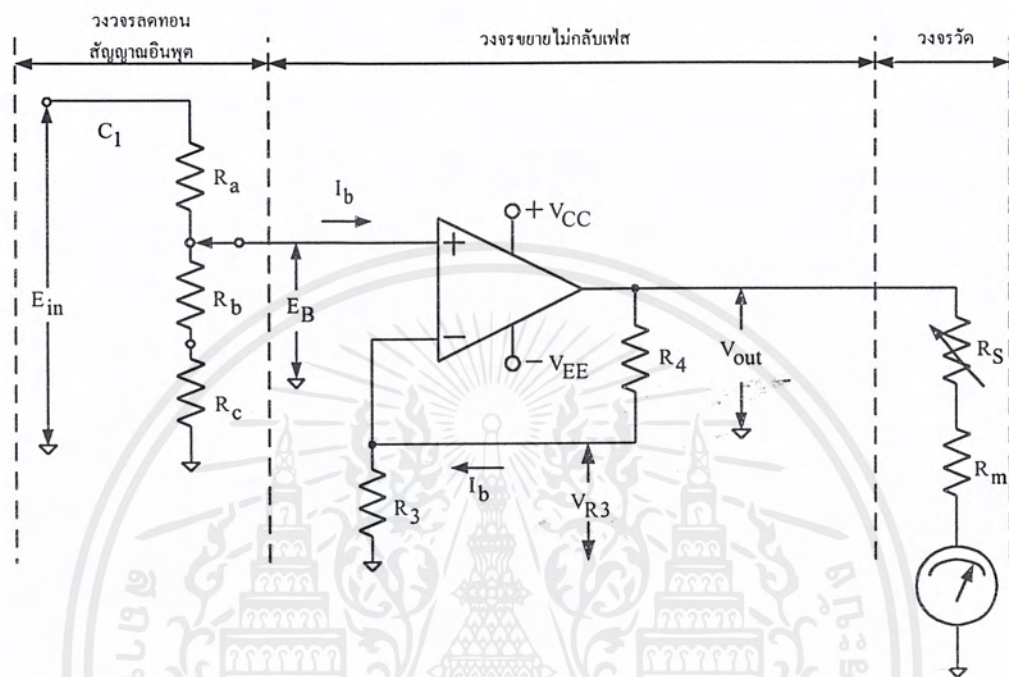 วงวจรลดทอน
สัญญาณอินพุต
วงจรขยายไม่กลับเฟส
วงจรวัด
C1
Ra
Ib
+ VCC
+
Ein
Rb
EB
−
− VEE
R4
Vout
RS
Rc
Ib
VR3
Rm
R3